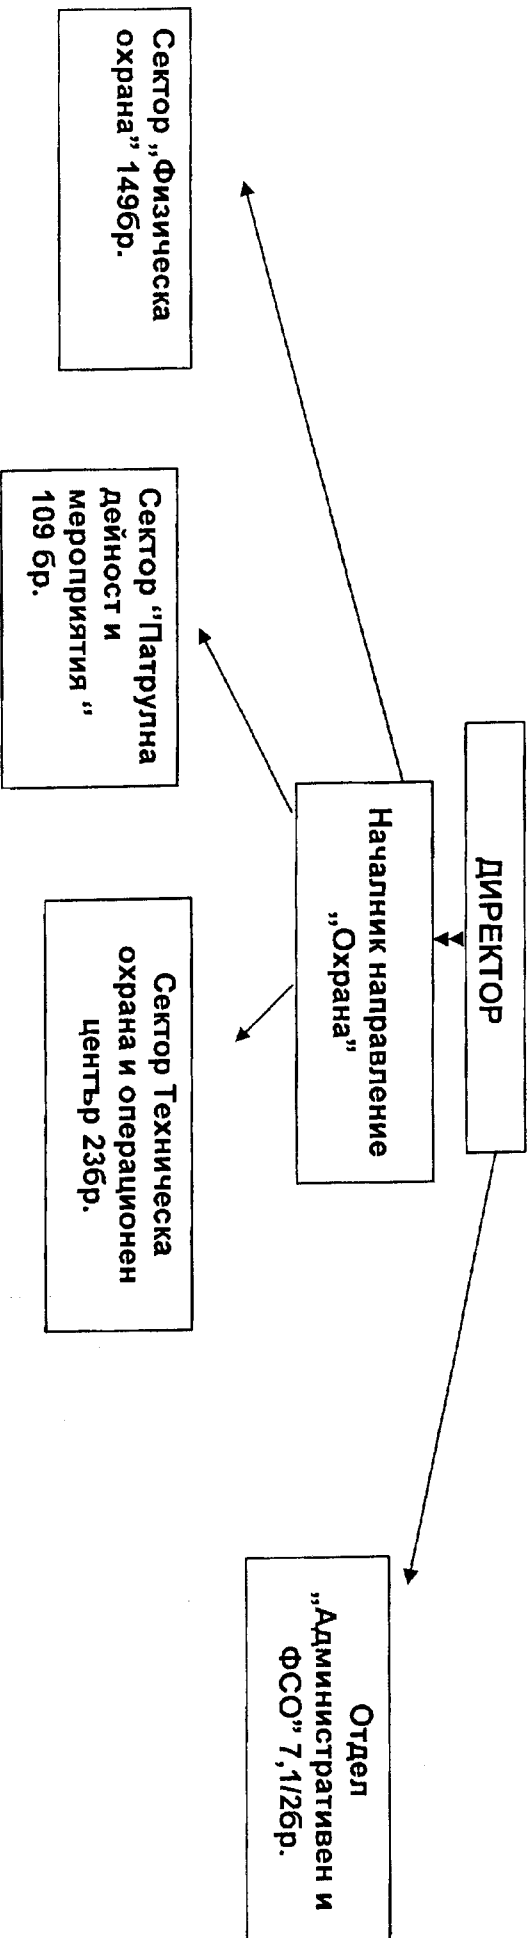 ДИРЕКТОР
Началник направление
„Охрана”
Сектор „Физическа
охрана” 149бр.
Сектор “Патрулна
дейност и
мероприятия “
109 бр.
Сектор Техническа
охрана и операционен
център 23бр.
Отдел
„Административен и
ФСО” 7,1/2бр.